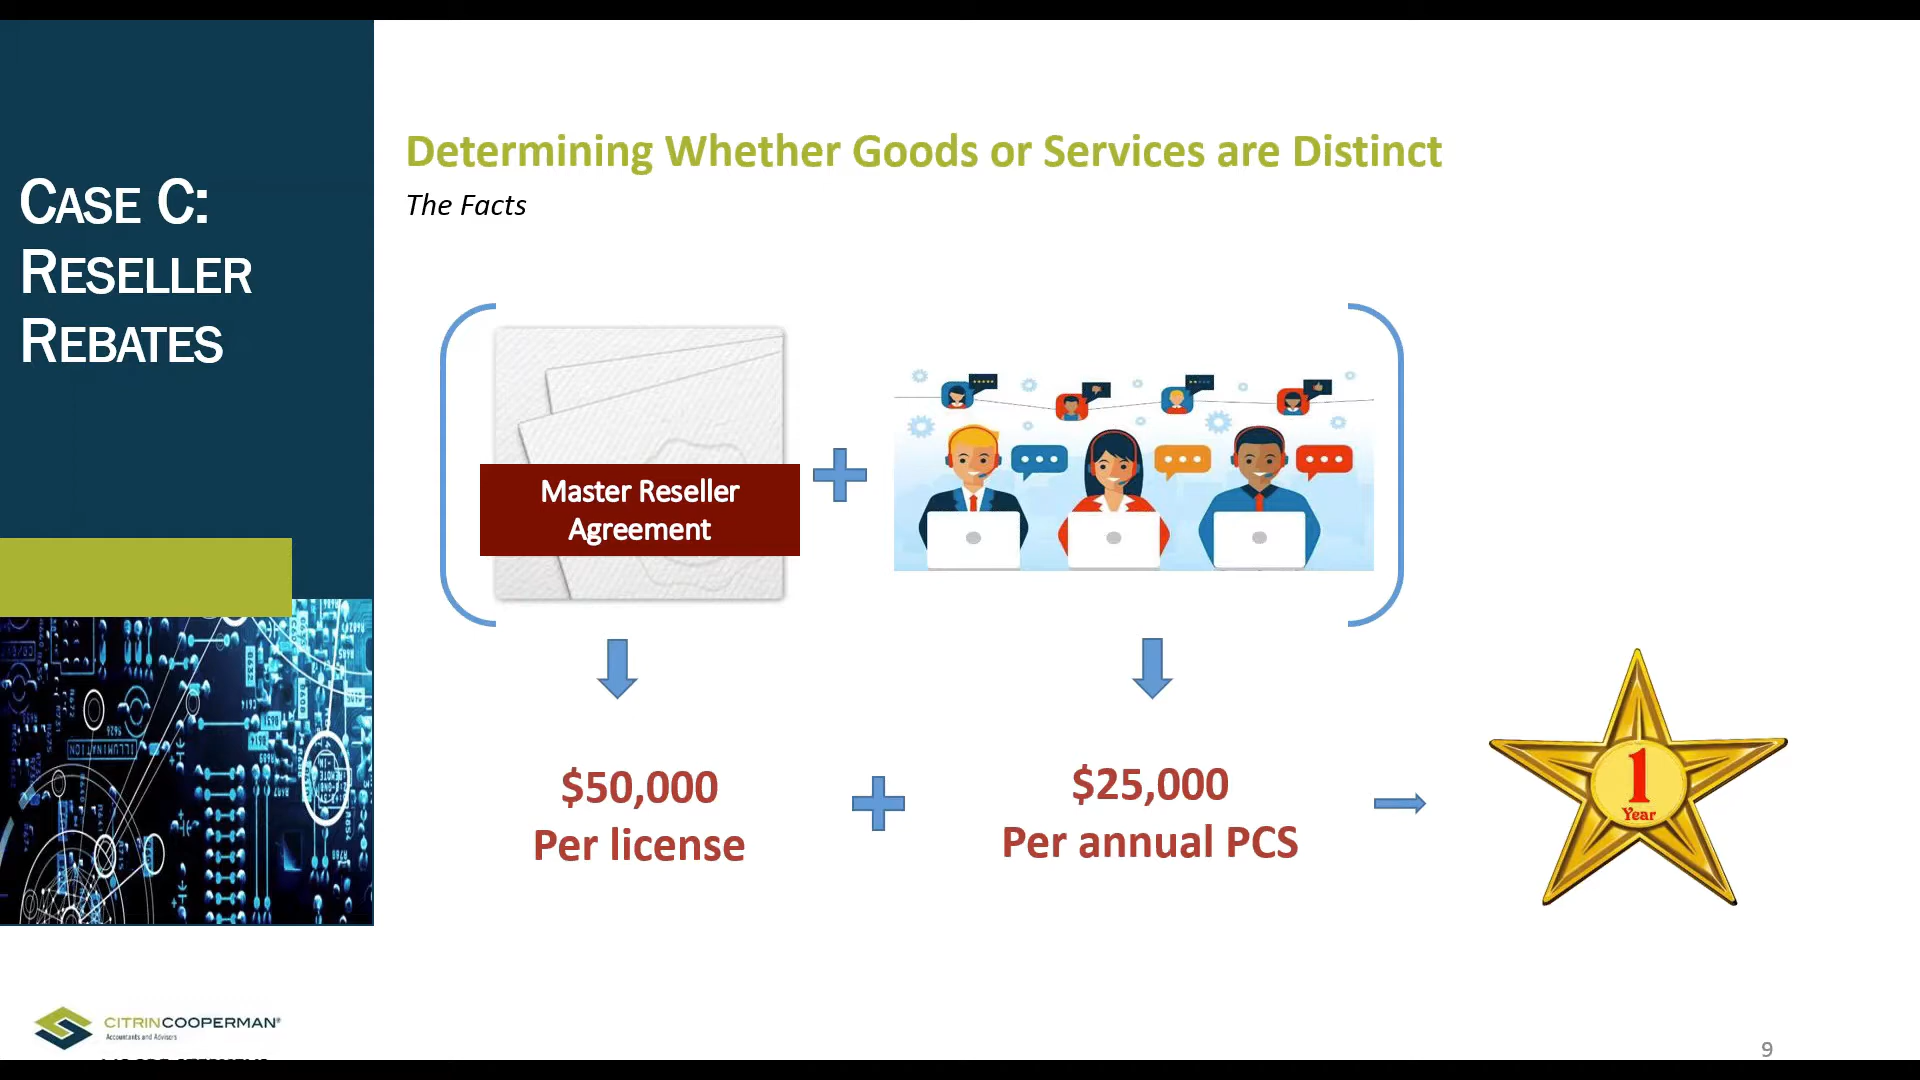 CASE C:
RESELLER
REBATES
Determining Whether Goods or Services are Distinct
The Facts
Master Reseller
Agreement
$50,000
Per license
$25,000
Per annual PCS
1
Year
CITRINCOOPERMAN®
Accountants and Advisors
9